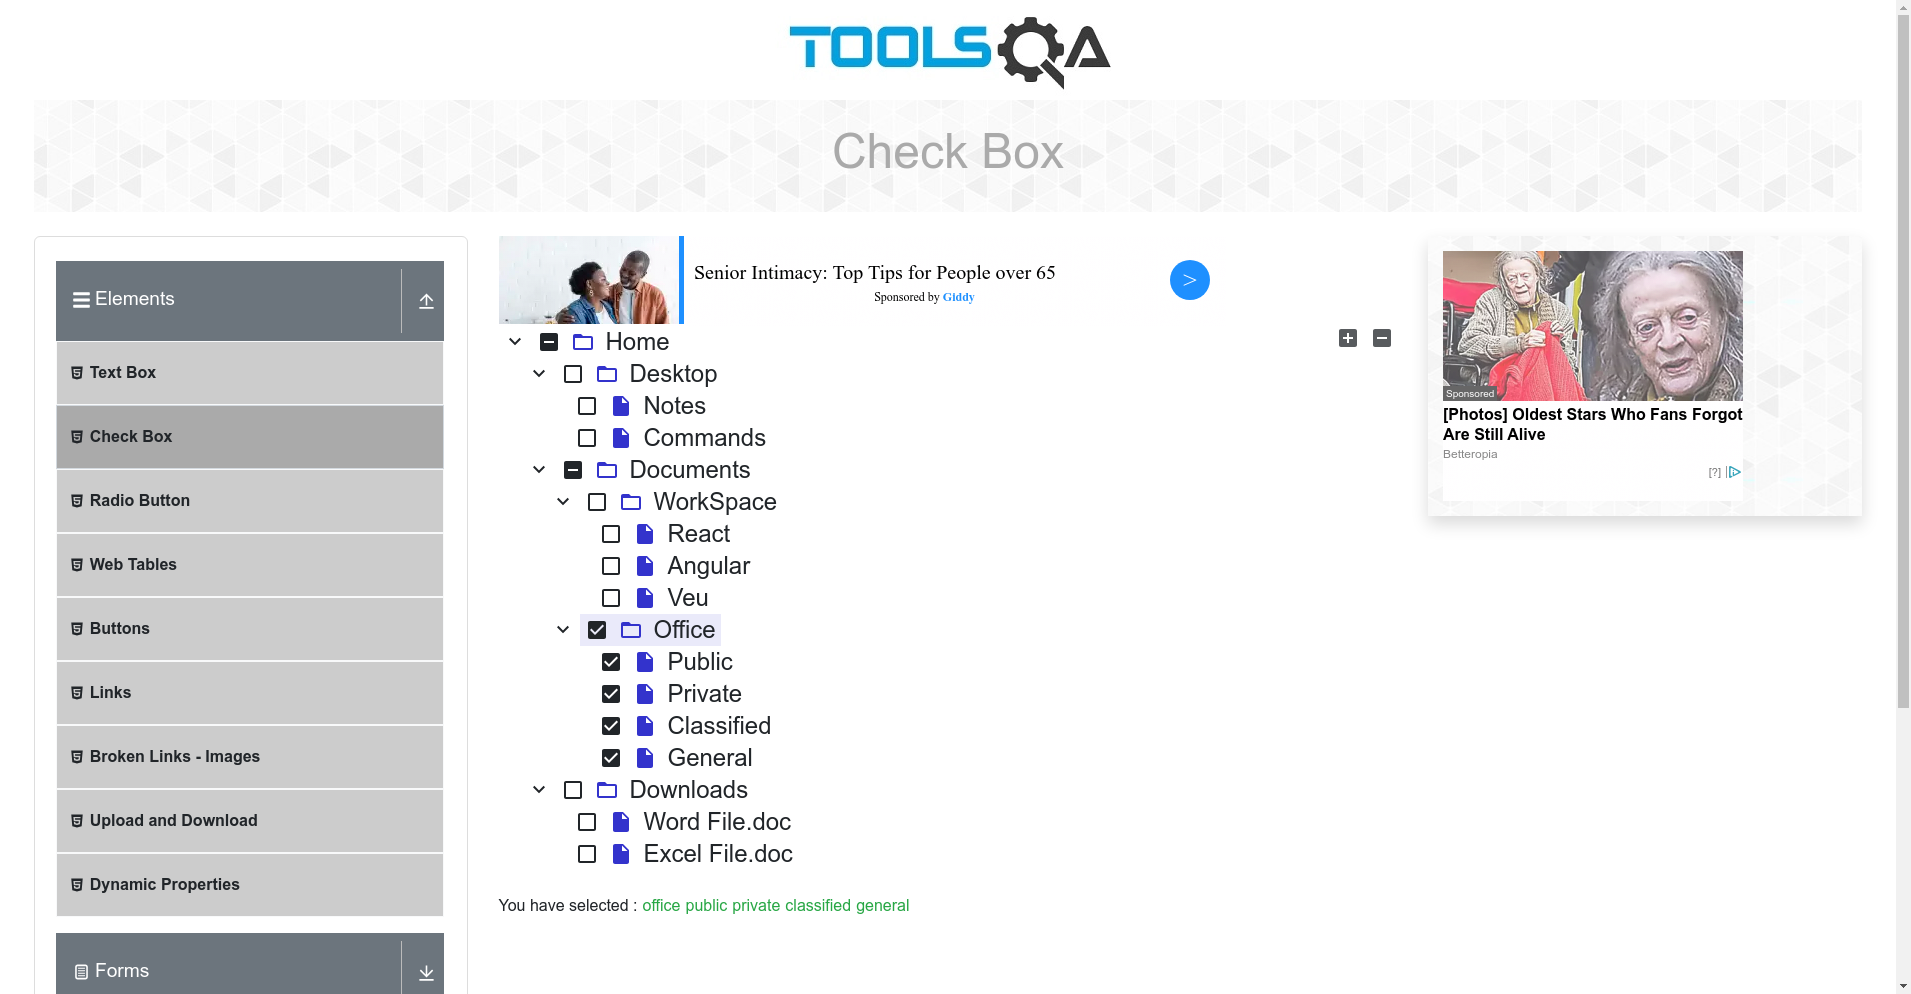 TOOLSQA
Check Box
Elements
Text Box
Check Box
Radio Button
Web Tables
Buttons
Links
Broken Links - Images
Upload and Download
Dynamic Properties
Forms
Senior Intimacy: Top Tips for People over 65
Sponsored by Giddy
>
Home
Desktop
Notes
Commands
Documents
WorkSpace
React
Angular
Veu
Office
Public
Private
Classified
General
Downloads
Word File.doc
Excel File.doc
You have selected : office public private classified general
Sponsored
[Photos] Oldest Stars Who Fans Forgot
Are Still Alive
Betteropia
[?]